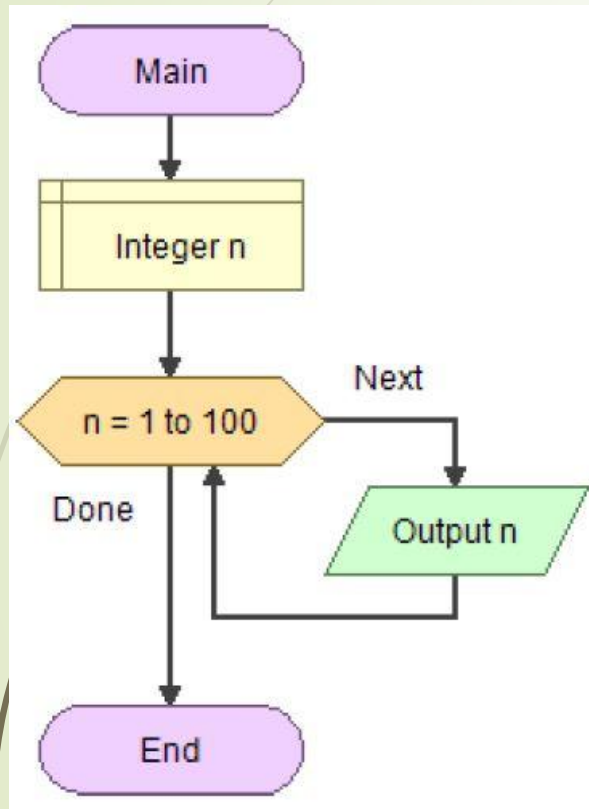 Main
Integer n
n = 1 to 100
Next
Output n
Done
End